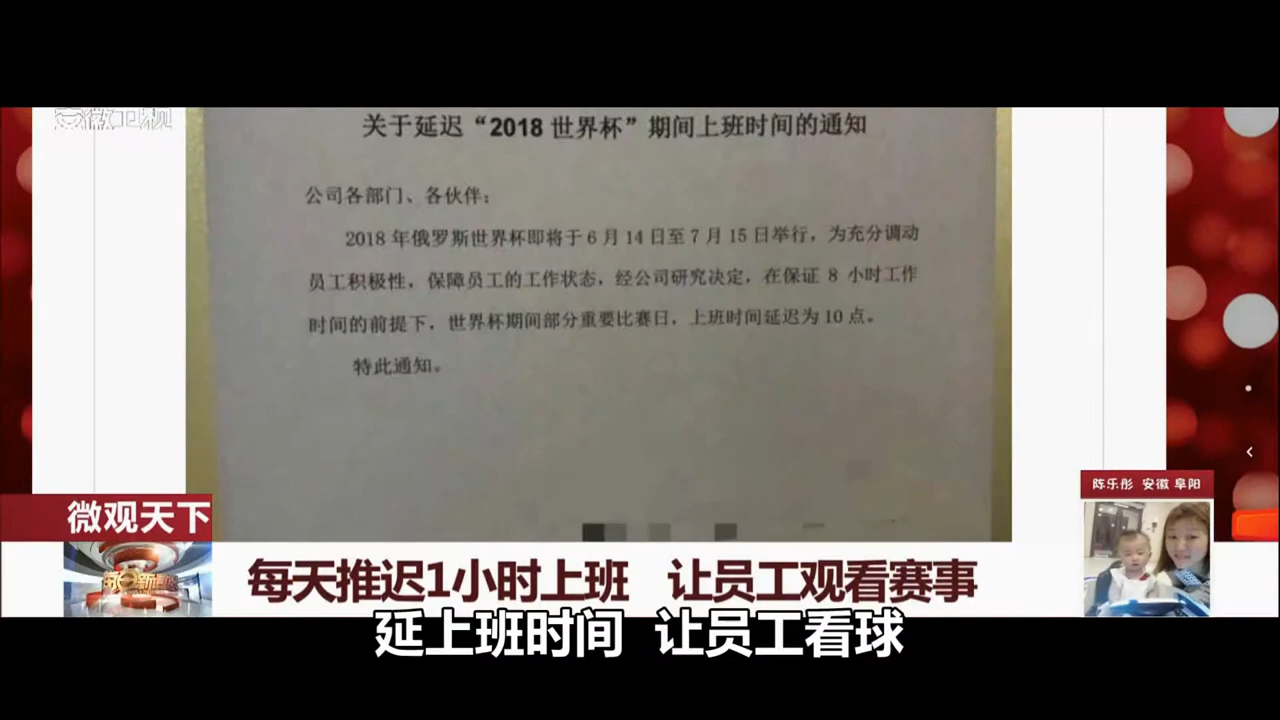 安徽卫视
关于延迟“2018世界杯”期间上班时间的通知
公司各部门、各伙伴：
2018年俄罗斯世界杯即将于6月14日至7月15日举行，为充分调动
员工积极性，保障员工的工作状态，经公司研究决定，在保证 8小时工作
时间的前提下，世界杯期间部分重要比赛日，上班时间延迟为10点。
特此通知。
陈乐彤 安徽 阜阳
微观天下
每天推迟1小时上班 让员工观看赛事
延上班时间 让员工看球